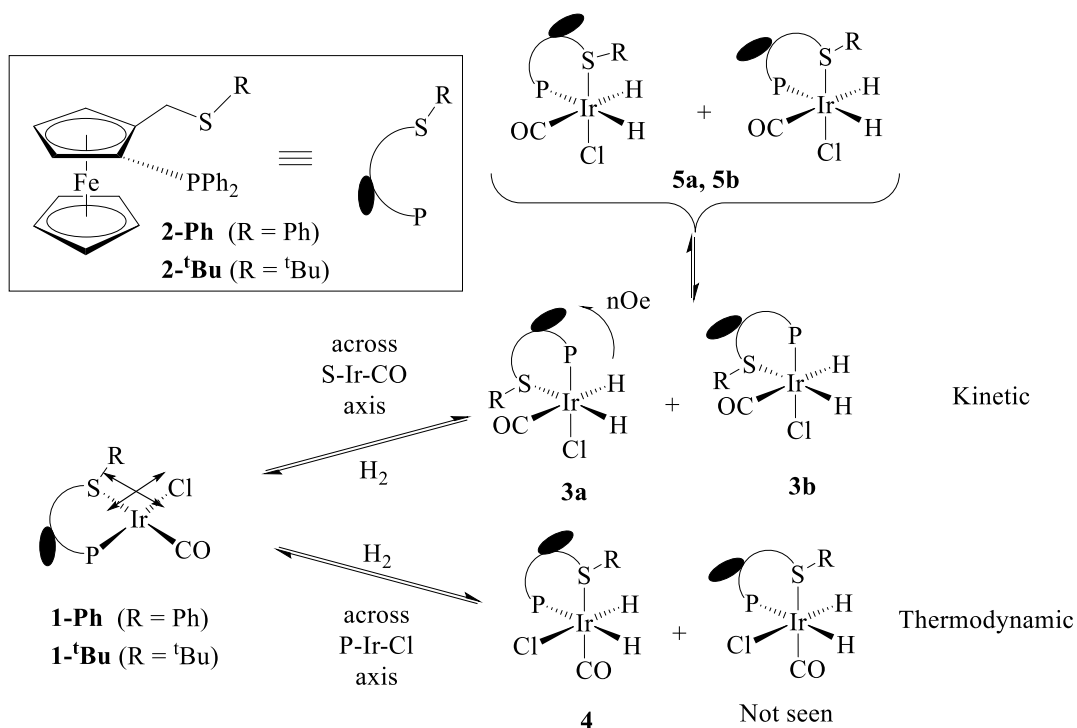 R
S
PPh2
Fe
≡
S
R
P
2-Ph (R = Ph)
2-tBu (R = tBu)
R
S
P
Ir
H
H
OC
Cl
+
R
S
P
Ir
H
H
OC
Cl
5a, 5b
nOe
across
S-Ir-CO
axis
H2
P
S
R
Ir
H
H
OC
Cl
3a
+
P
S
R
Ir
H
H
OC
Cl
3b
Kinetic
R
S
Cl
Ir
P
CO
1-Ph (R = Ph)
1-tBu (R = tBu)
H2
across
P-Ir-Cl
axis
R
S
P
Ir
H
H
Cl
CO
4
+
R
S
P
Ir
H
H
Cl
CO
Not seen
Thermodynamic